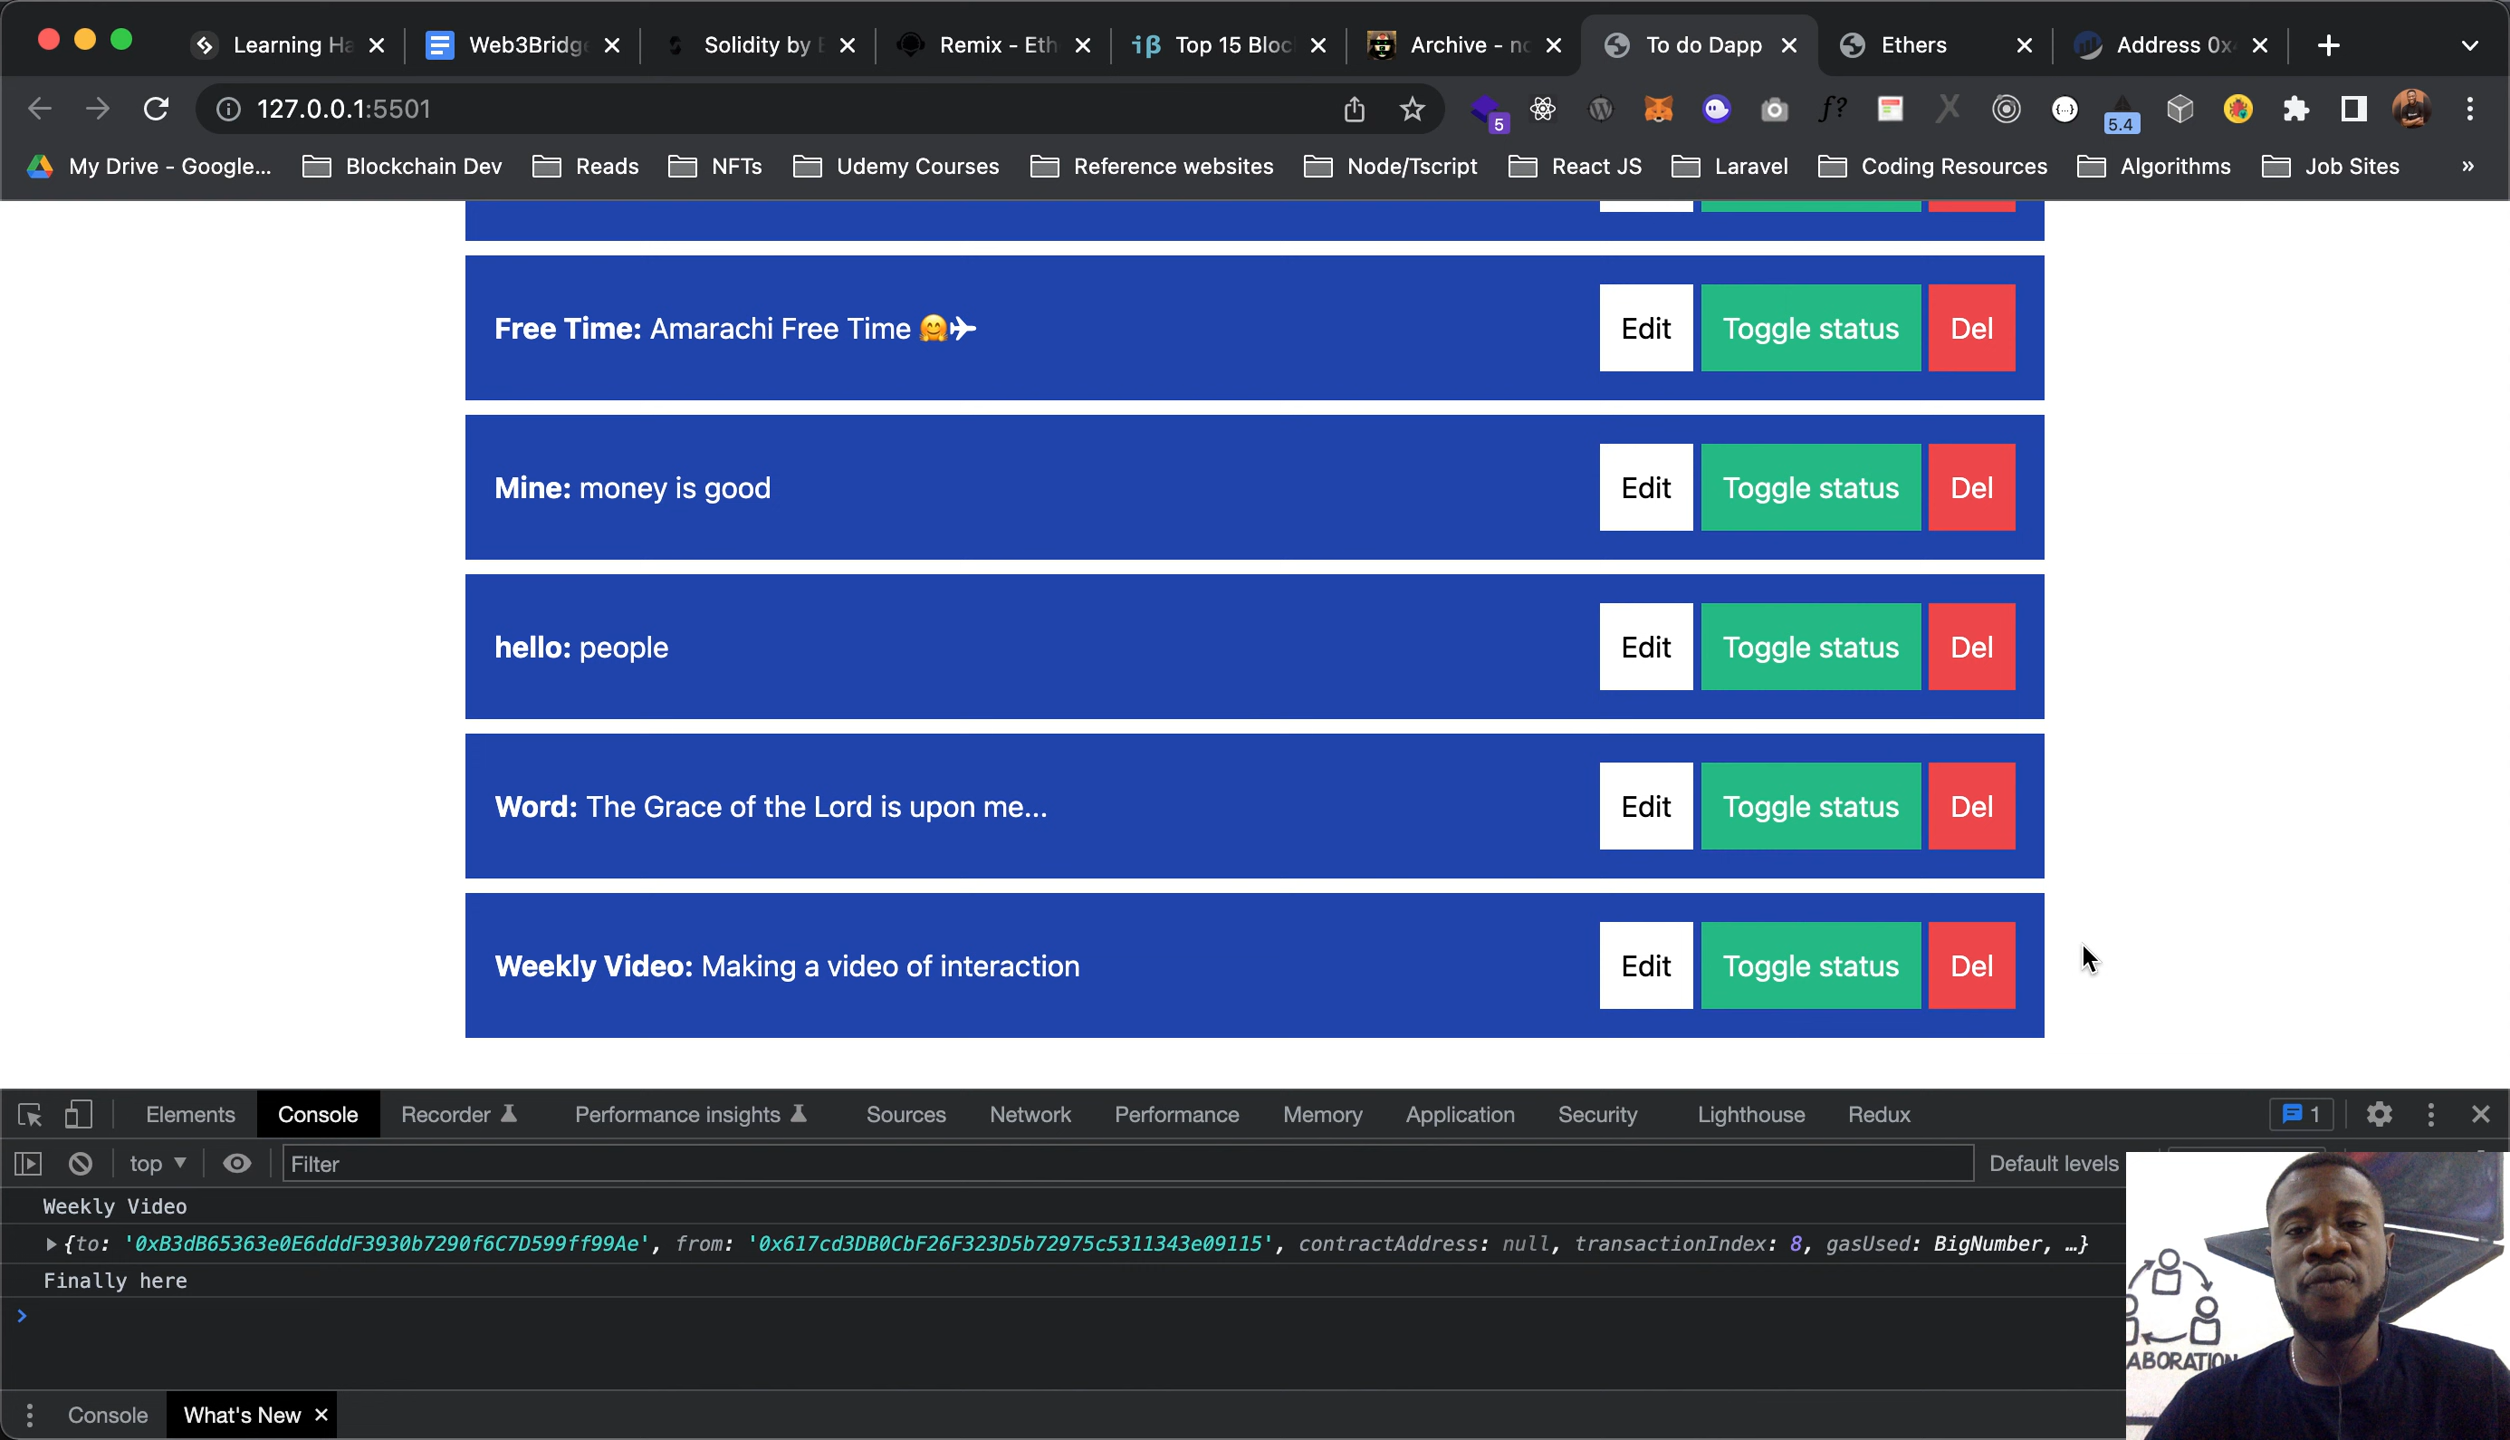 Learning Ha
Web3Bridge
Solidity by E
Remix - Eth
Top 15 Bloc
Archive - no
To do Dapp
Ethers
Address 0x
127.0.0.1:5501
5
5.4
My Drive - Google...
Blockchain Dev
Reads
NFTs
Udemy Courses
Reference websites
Node/Tscript
React JS
Laravel
Coding Resources
Algorithms
Job Sites
»
Free Time: Amarachi Free Time 🤗✈
Edit
Toggle status
Del
Mine: money is good
Edit
Toggle status
Del
hello: people
Edit
Toggle status
Del
Word: The Grace of the Lord is upon me...
Edit
Toggle status
Del
Weekly Video: Making a video of interaction
Edit
Toggle status
Del
Elements
Console
Recorder
Performance insights
Sources
Network
Performance
Memory
Application
Security
Lighthouse
Redux
1
top
Filter
Default levels
Weekly Video
{to: '0xB3dB65363e0E6dddF3930b7290f6C7D599ff99Ae', from: '0x617cd3DB0CbF26F323D5b72975c5311343e09115', contractAddress: null, transactionIndex: 8, gasUsed: BigNumber, …}
Finally here
>
ABORATION
Console
What's New